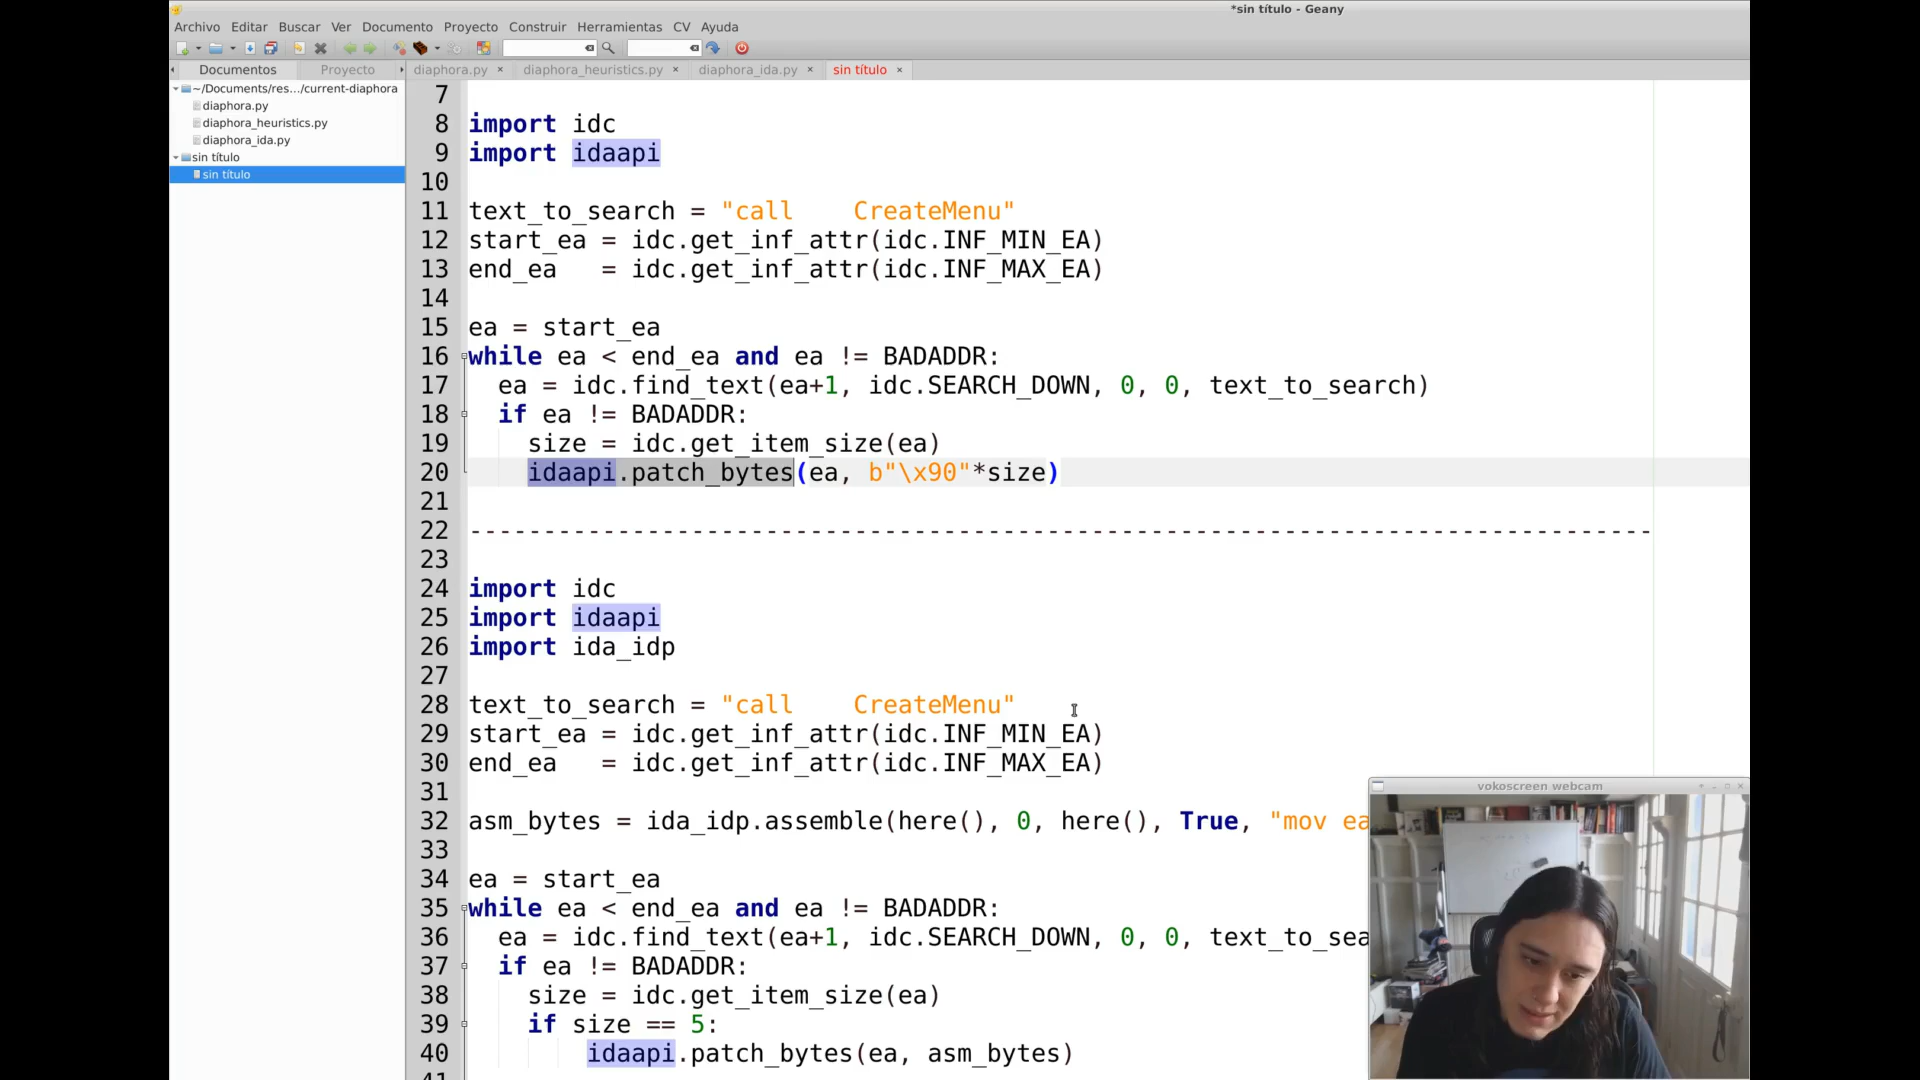 *sin título - Geany
Archivo Editar Buscar Ver Documento Proyecto Construir Herramientas CV Ayuda
Documentos Proyecto diaphora.py diaphora_heuristics.py diaphora_ida.py sin título
~/Documents/res.../current-diaphora
diaphora.py
diaphora_heuristics.py
diaphora_ida.py
sin título
sin título
7
8 import idc
9 import idaapi
10
11 text_to_search = "call    CreateMenu"
12 start_ea = idc.get_inf_attr(idc.INF_MIN_EA)
13 end_ea   = idc.get_inf_attr(idc.INF_MAX_EA)
14
15 ea = start_ea
16 while ea < end_ea and ea != BADADDR:
17   ea = idc.find_text(ea+1, idc.SEARCH_DOWN, 0, 0, text_to_search)
18   if ea != BADADDR:
19     size = idc.get_item_size(ea)
20     idaapi.patch_bytes(ea, b"\x90"*size)
21
22 --------------------------------------------------------------------------------
23
24 import idc
25 import idaapi
26 import ida_idp
27
28 text_to_search = "call    CreateMenu"
29 start_ea = idc.get_inf_attr(idc.INF_MIN_EA)
30 end_ea   = idc.get_inf_attr(idc.INF_MAX_EA)
31
32 asm_bytes = ida_idp.assemble(here(), 0, here(), True, "mov ea
33
34 ea = start_ea
35 while ea < end_ea and ea != BADADDR:
36   ea = idc.find_text(ea+1, idc.SEARCH_DOWN, 0, 0, text_to_sea
37   if ea != BADADDR:
38     size = idc.get_item_size(ea)
39     if size == 5:
40         idaapi.patch_bytes(ea, asm_bytes)
vokoscreen webcam